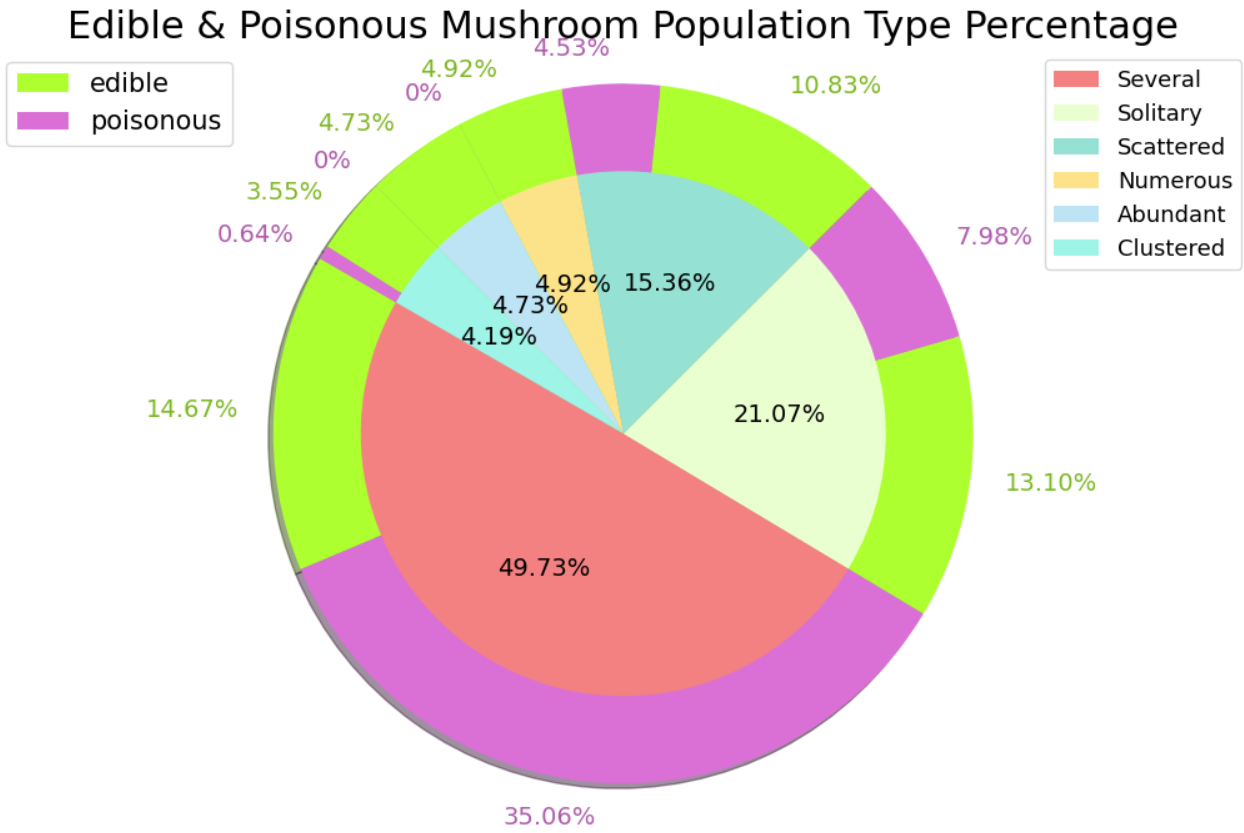 Edible & Poisonous Mushroom Population Type Percentage
edible
poisonous
Several
Solitary
Scattered
Numerous
Abundant
Clustered
4.53%
4.92%
0%
4.73%
0%
3.55%
0.64%
10.83%
7.98%
14.67%
13.10%
35.06%
4.92%
15.36%
4.73%
4.19%
21.07%
49.73%